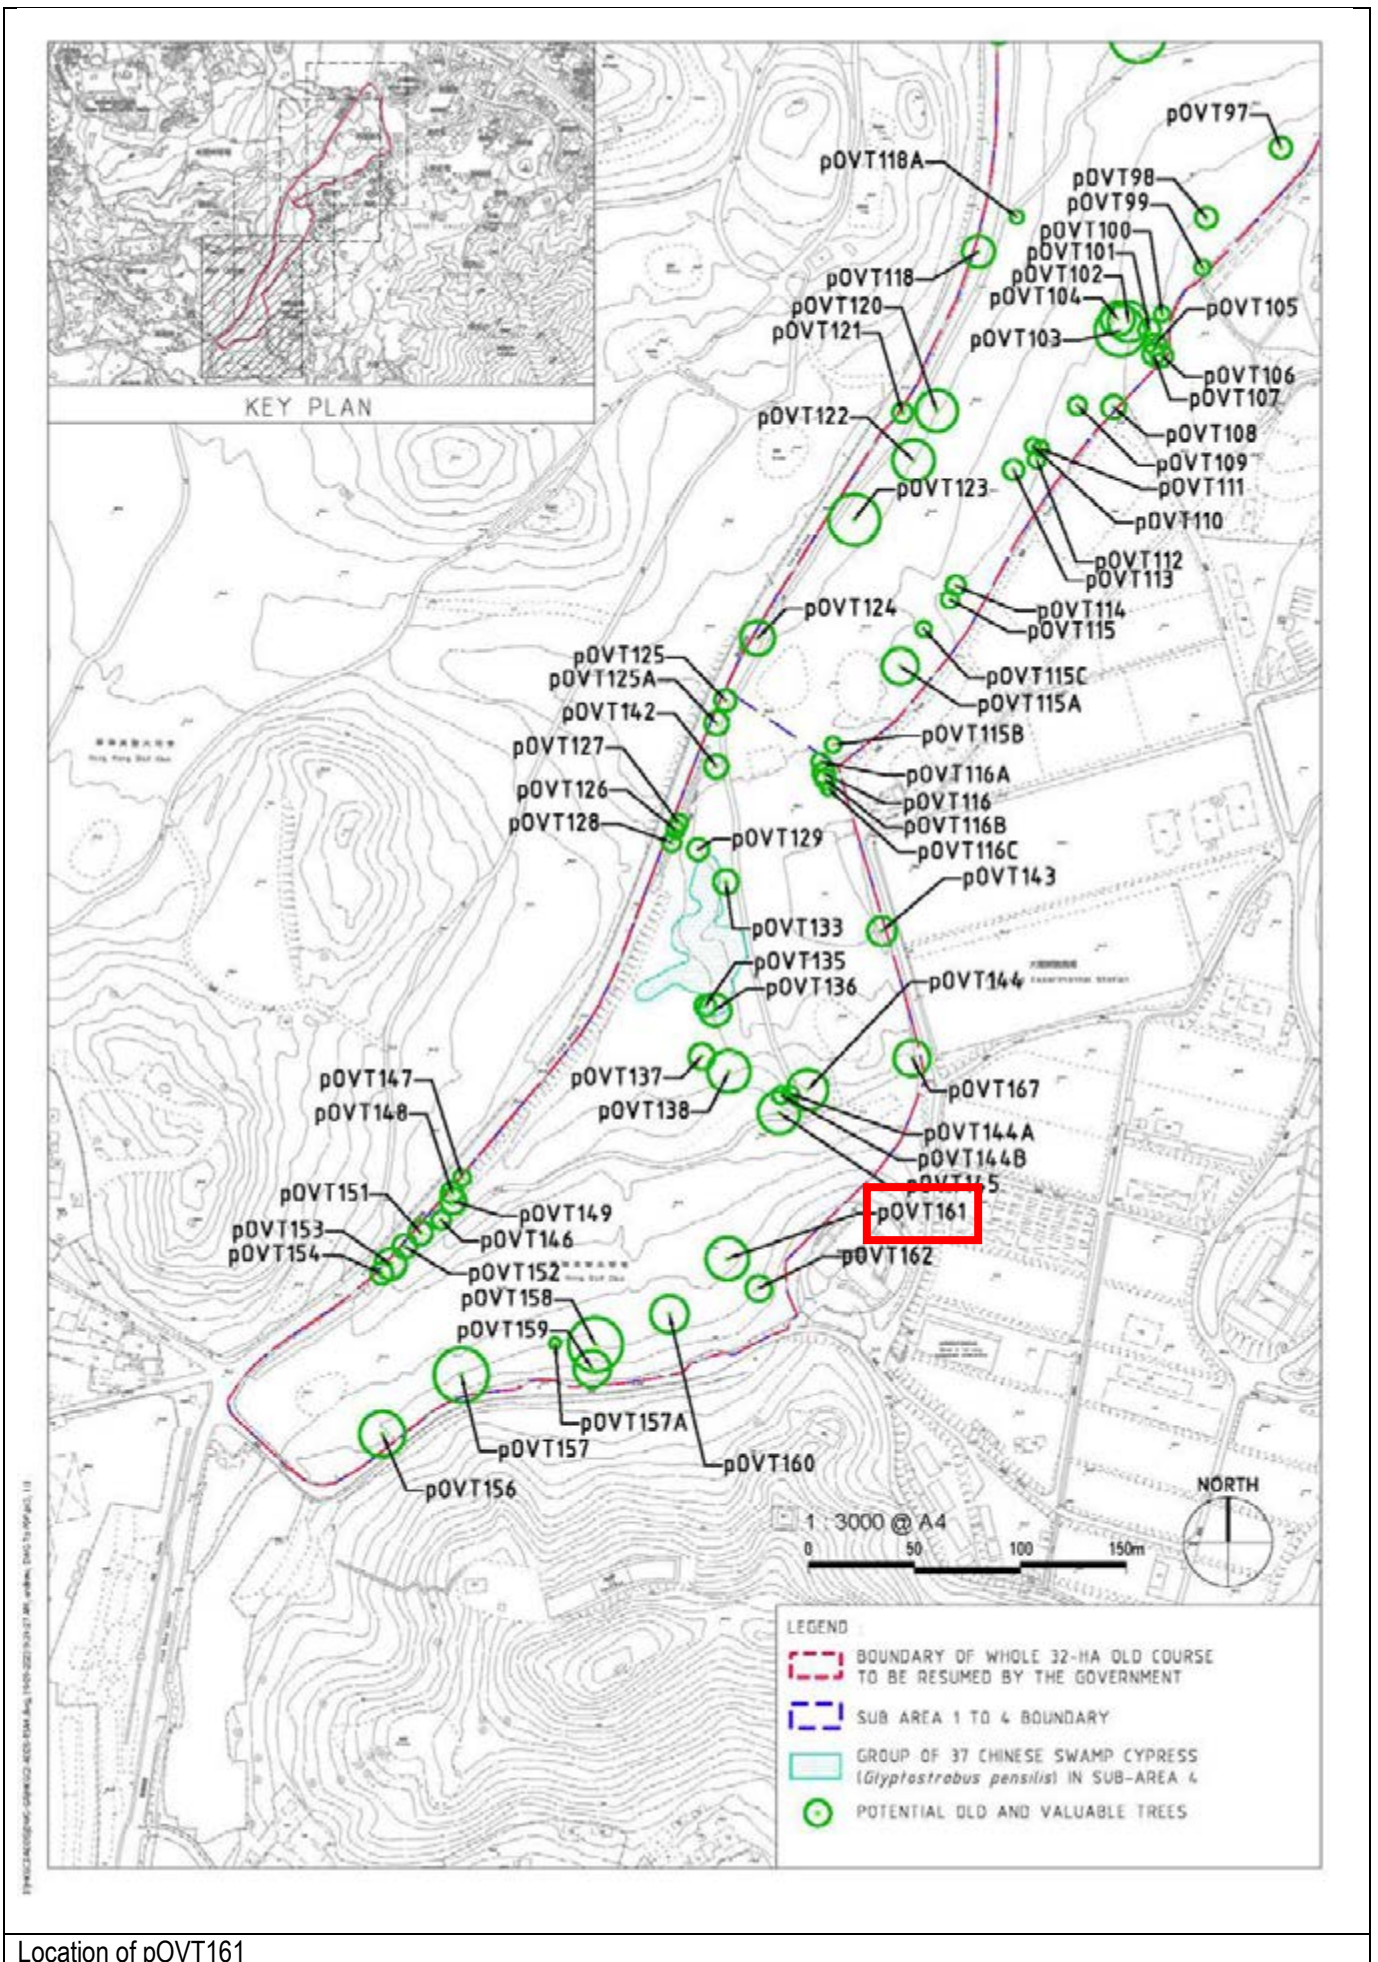 KEY PLAN
pOVT97
pOVT118A
pOVT98
pOVT99
pOVT100
pOVT101
pOVT118
pOVT102
pOVT104
pOVT120
pOVT105
pOVT121
pOVT103
pOVT106
pOVT107
pOVT122
pOVT108
pOVT109
pOVT123
pOVT111
pOVT110
pOVT112
pOVT113
pOVT124
pOVT114
pOVT115
pOVT125
pOVT125A
pOVT115C
pOVT115A
pOVT142
pOVT115B
pOVT127
pOVT116A
pOVT126
pOVT116
pOVT128
pOVT116B
pOVT129
pOVT116C
pOVT143
pOVT133
pOVT135
pOVT136
pOVT144
pOVT147
pOVT137
pOVT167
pOVT148
pOVT138
pOVT144A
pOVT144B
pOVT145
pOVT151
pOVT149
pOVT161
pOVT153
pOVT146
pOVT154
pOVT162
pOVT152
pOVT158
pOVT159
pOVT157A
pOVT157
pOVT160
pOVT156
NORTH
1 : 3000 @ A4
0 50 100 150m
LEGEND :
BOUNDARY OF WHOLE 32-HA OLD COURSE
TO BE RESUMED BY THE GOVERNMENT
SUB AREA 1 TO 4 BOUNDARY
GROUP OF 37 CHINESE SWAMP CYPRESS
(Glyptostrobus pensilis) IN SUB-AREA 4
POTENTIAL OLD AND VALUABLE TREES
Location of pOVT161